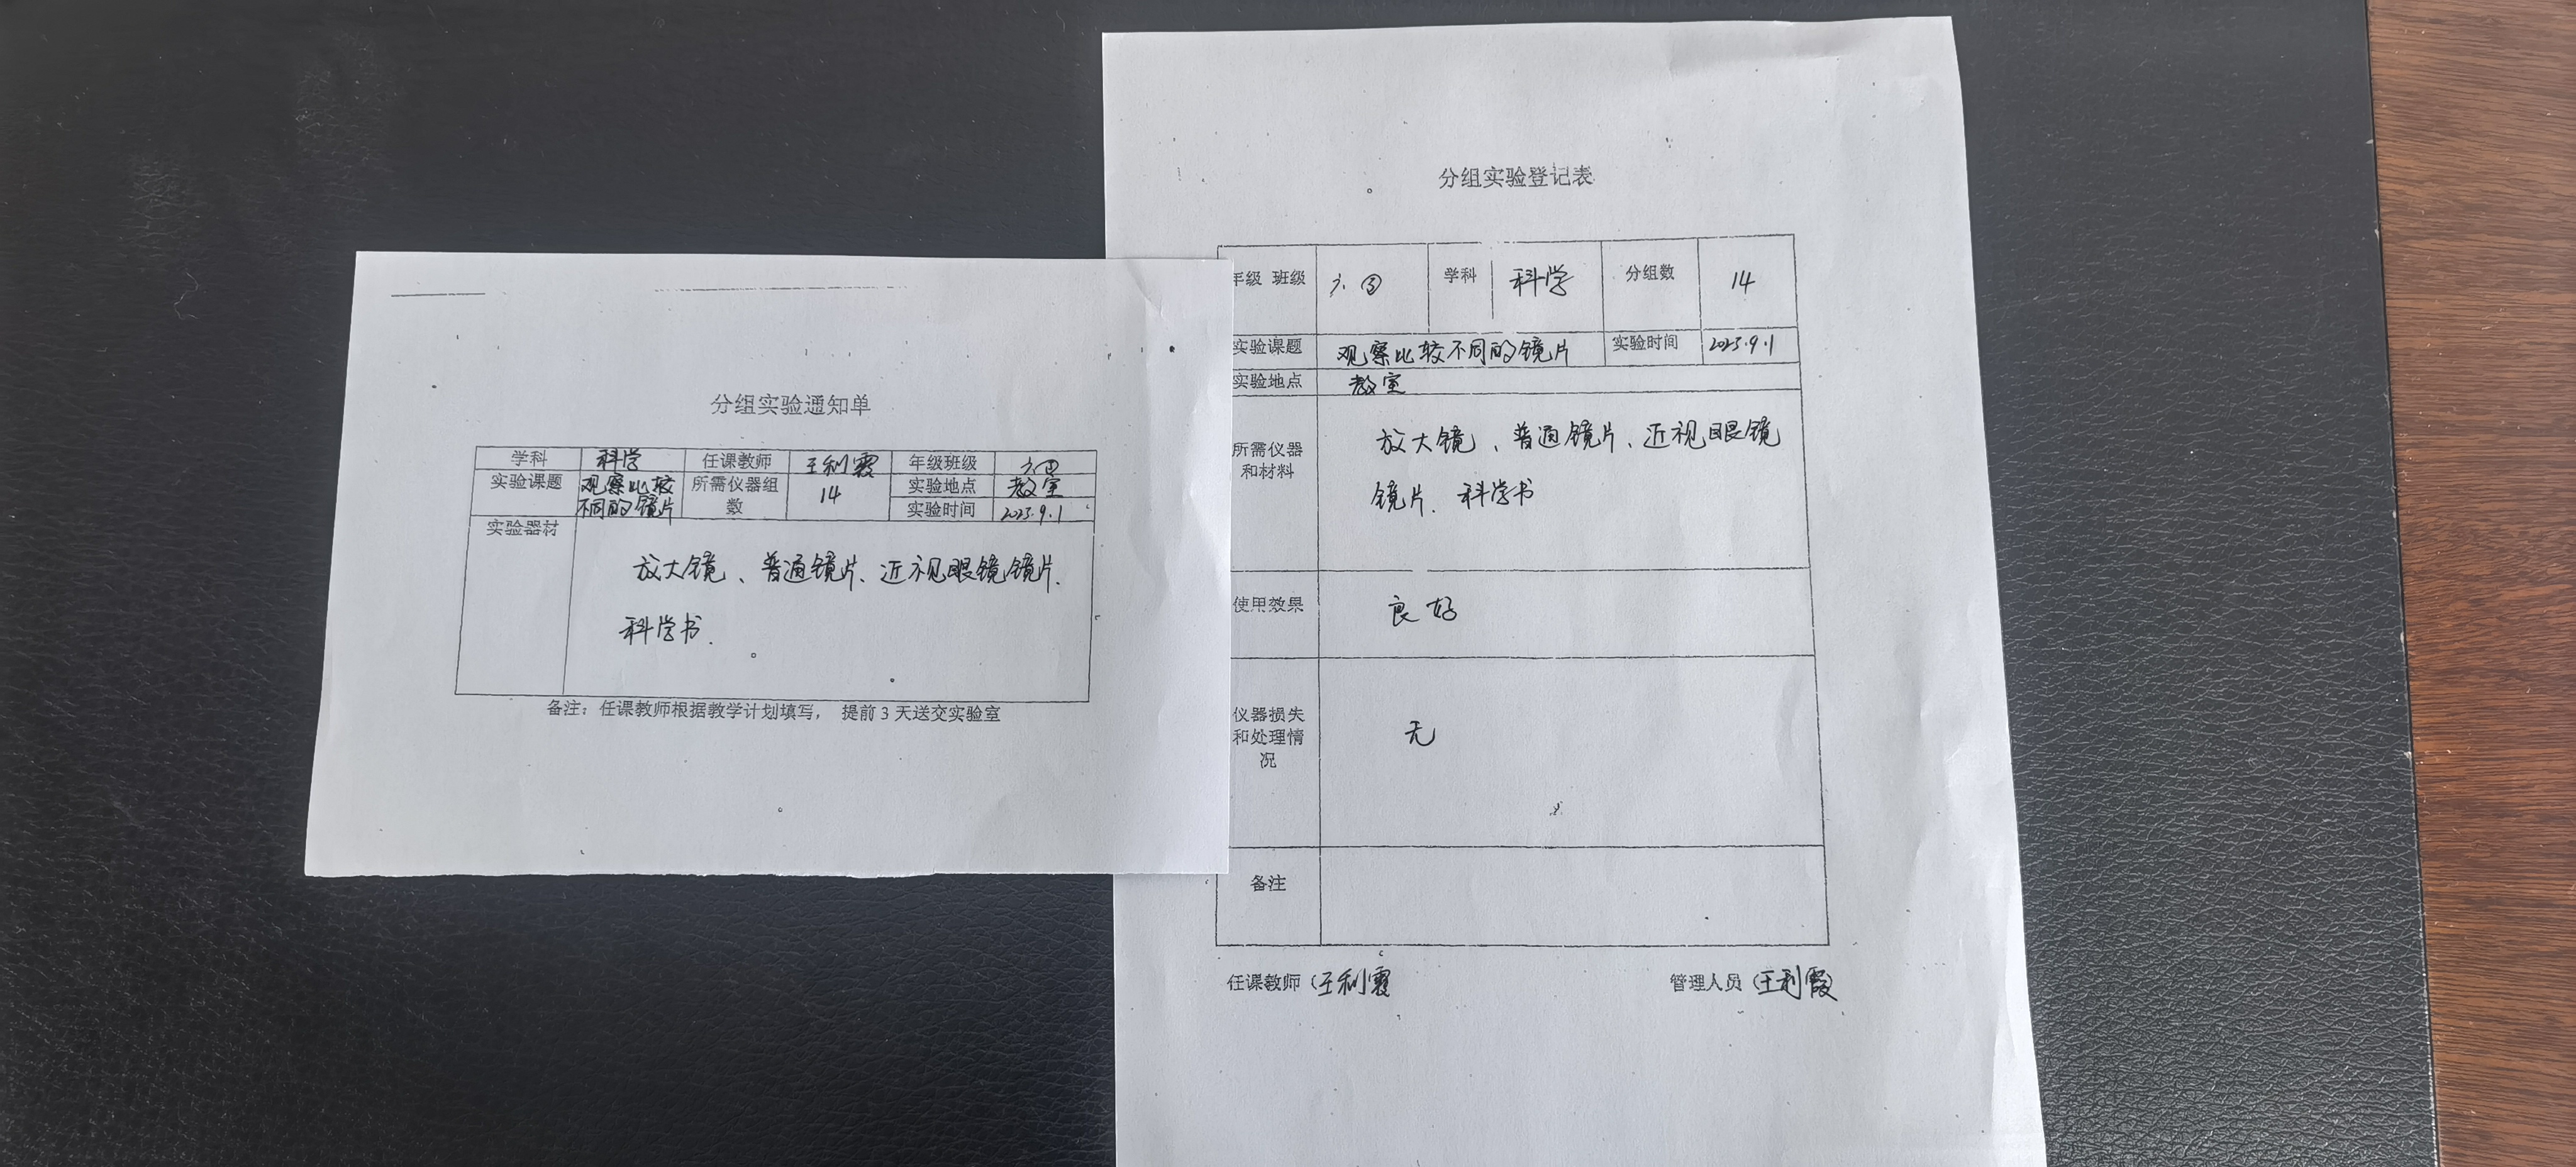 分组实验通知单
学科 科学 任课教师 王利霞 年级班级 六④
实验课题 观察比较不同的镜片 所需仪器组数 14 实验地点 教室
实验时间 2023.9.1
实验器材
放大镜、普通镜片、近视眼镜镜片.
科学书.
备注：任课教师根据教学计划填写， 提前3天送交实验室
分组实验登记表
年级 班级 学科 科学 分组数 14
实验课题 观察比较不同的镜片 实验时间 2023.9.1
实验地点 教室
所需仪器和材料 放大镜、普通镜片、近视眼镜
镜片. 科学书
使用效果 良好
仪器损失和处理情况 无
备注
任课教师（王利霞 管理人员（王利霞）